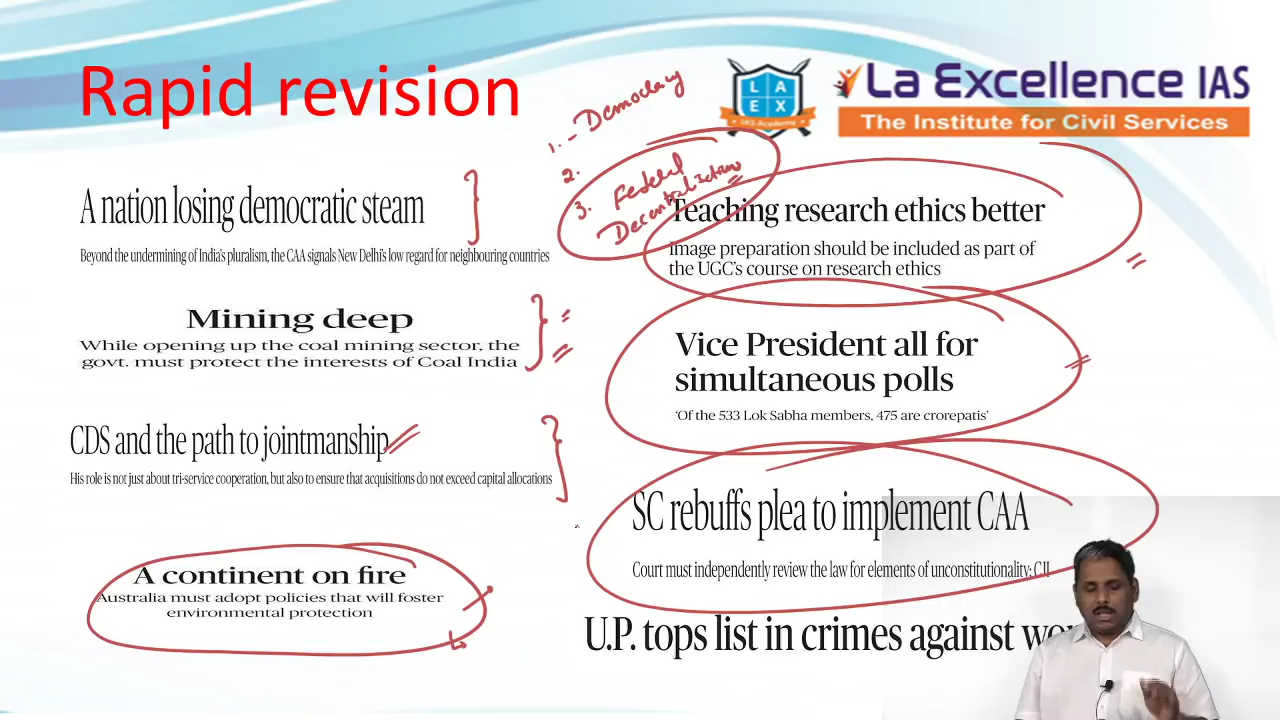 Rapid revision
L A
E X
IAS Academy
La Excellence IAS
The Institute for Civil Services
1. - Democracy
2.
3. Federal
Decentralisation
A nation losing democratic steam
Beyond the undermining of India's pluralism, the CAA signals New Delhi's low regard for neighbouring countries
Mining deep
While opening up the coal mining sector, the
govt. must protect the interests of Coal India
CDS and the path to jointmanship
His role is not just about tri-service cooperation, but also to ensure that acquisitions do not exceed capital allocations
A continent on fire
Australia must adopt policies that will foster
environmental protection
Teaching research ethics better
Image preparation should be included as part of
the UGC's course on research ethics
Vice President all for
simultaneous polls
'Of the 533 Lok Sabha members, 475 are crorepatis'
SC rebuffs plea to implement CAA
Court must independently review the law for elements of unconstitutionality: CJI
U.P. tops list in crimes against